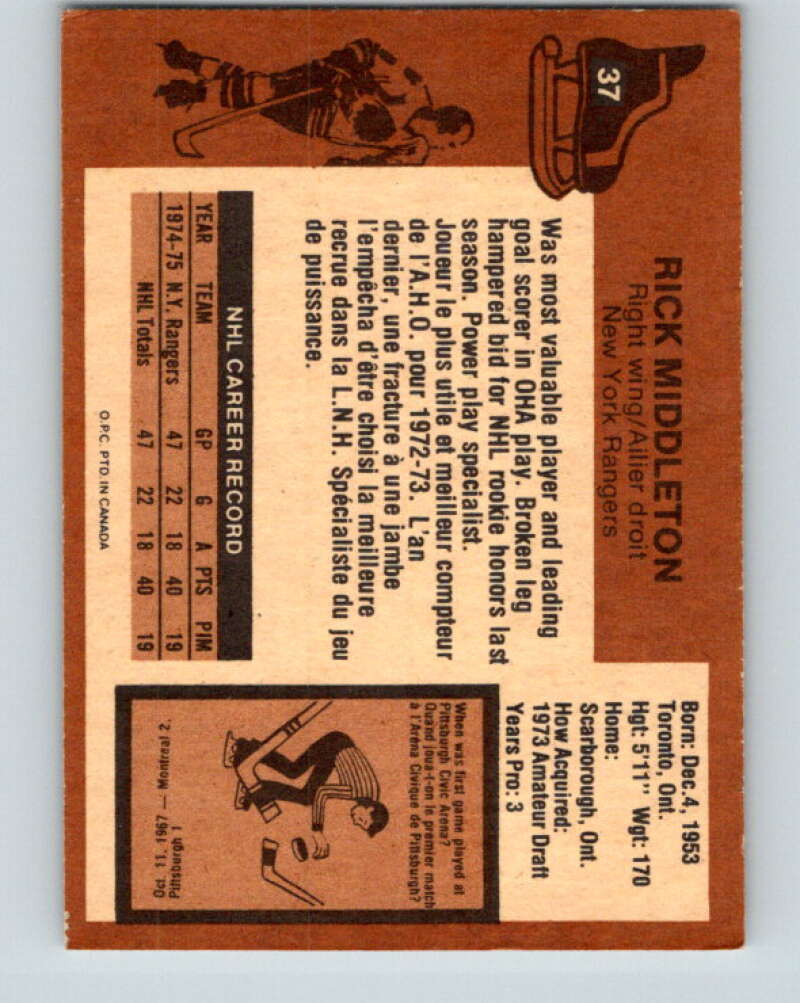 37
RICK MIDDLETON
Right wing/Ailier droit
New York Rangers
Born: Dec. 4, 1953
Toronto, Ont.
Hgt: 5'11" Wgt: 170
Home:
Scarborough, Ont.
How Acquired:
1973 Amateur Draft
Years Pro: 3
Was most valuable player and leading
goal scorer in OHA play. Broken leg
hampered bid for NHL rookie honors last
season. Power play specialist.
Joueur le plus utile et meilleur compteur
de l'A.H.O. pour 1972-73. L'an
dernier, une fracture à une jambe
l'empêcha d'être choisi la meilleure
recrue dans la L.N.H. Spécialiste du jeu
de puissance.
NHL CAREER RECORD
YEAR TEAM GP G A PTS PIM
1974-75 N.Y. Rangers 47 22 18 40 19
NHL Totals 47 22 18 40 19
O.P.C. PTD. IN CANADA
When was first game played at
Pittsburgh Civic Arena?
Quand joua-t-on le premier match
à l'Aréna Civique de Pittsburgh?
Oct. 11, 1967 — Montreal 2,
Pittsburgh 1